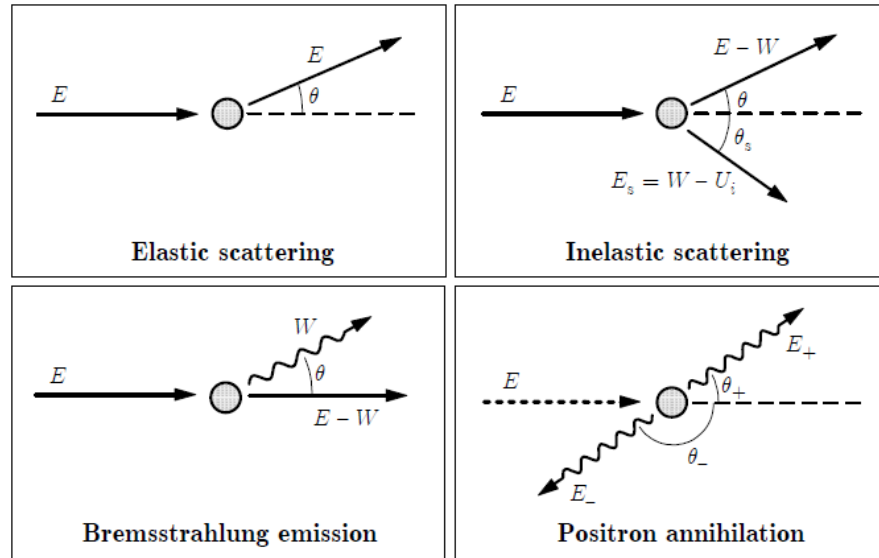 E
E
θ
Elastic scattering
E
E − W
θ
θₛ
Eₛ = W − Uᵢ
Inelastic scattering
E
W
θ
E − W
Bremsstrahlung emission
E
E₊
θ₊
θ₋
E₋
Positron annihilation